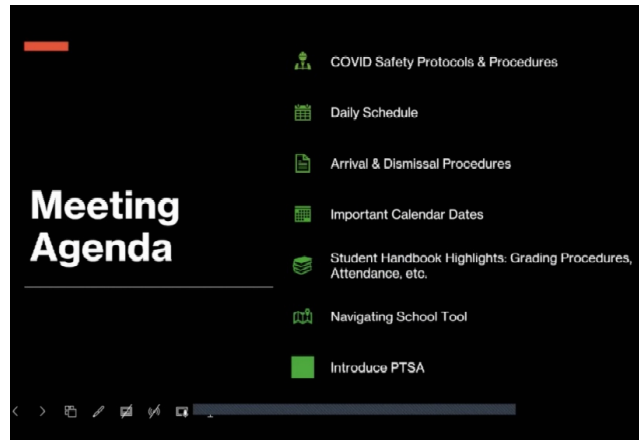 Meeting
Agenda
COVID Safety Protocols & Procedures
Daily Schedule
Arrival & Dismissal Procedures
Important Calendar Dates
Student Handbook Highlights: Grading Procedures,
Attendance, etc.
Navigating School Tool
Introduce PTSA